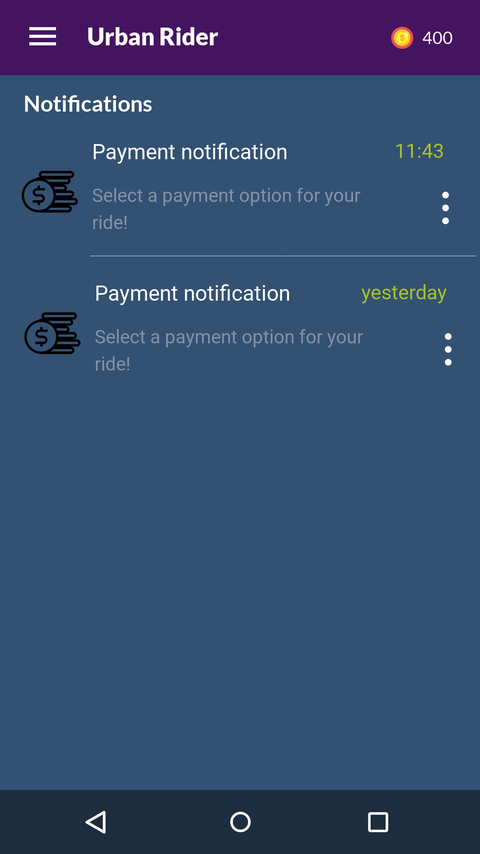 Urban Rider
400
Notifications
Payment notification 11:43
Select a payment option for your
ride!
Payment notification yesterday
Select a payment option for your
ride!